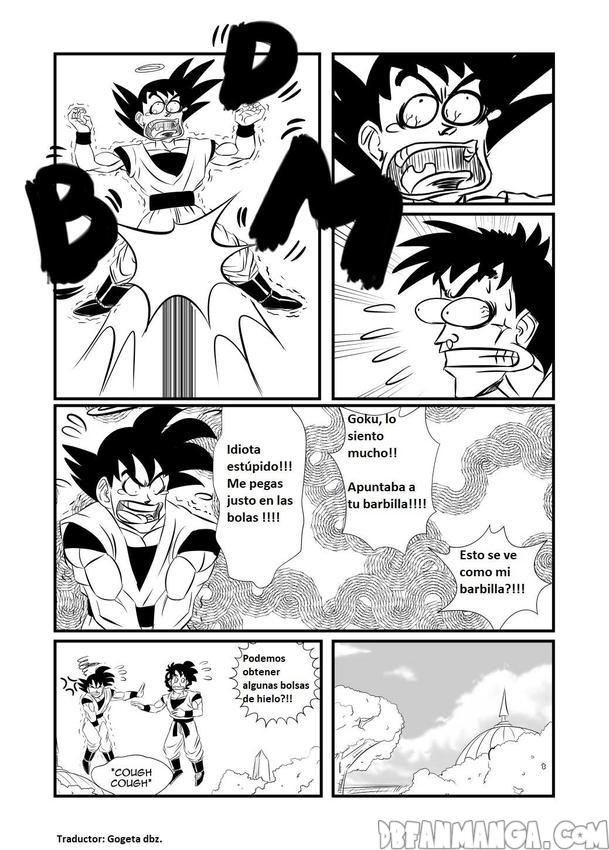 BOM
Idiota
estúpido!!!
Me pegas
justo en las
bolas !!!!
Goku, lo
siento
mucho!!
Apuntaba a
tu barbilla!!!!
Esto se ve
como mi
barbilla?!!!
Podemos
obtener
algunas bolsas
de hielo?!!
*COUGH
COUGH*
Traductor: Gogeta dbz.
DBFANMANGA.COM